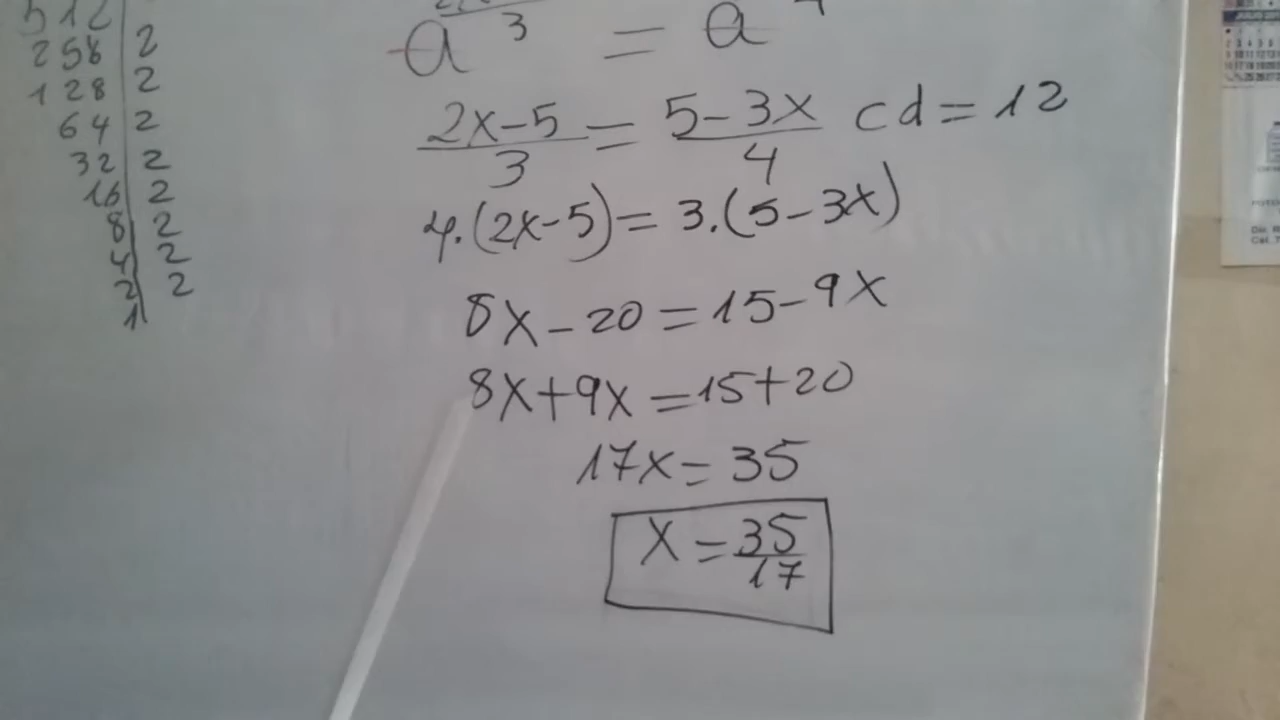 512
258 | 2
128 | 2
64 | 2
32 | 2
16 | 2
8 | 2
4 | 2
2 | 2
1
a 3 = a
2x-5/3 = 5-3x/4 cd=12
4.(2x-5)=3.(5-3x)
8x-20=15-9x
8x+9x=15+20
17x=35
x=35/17